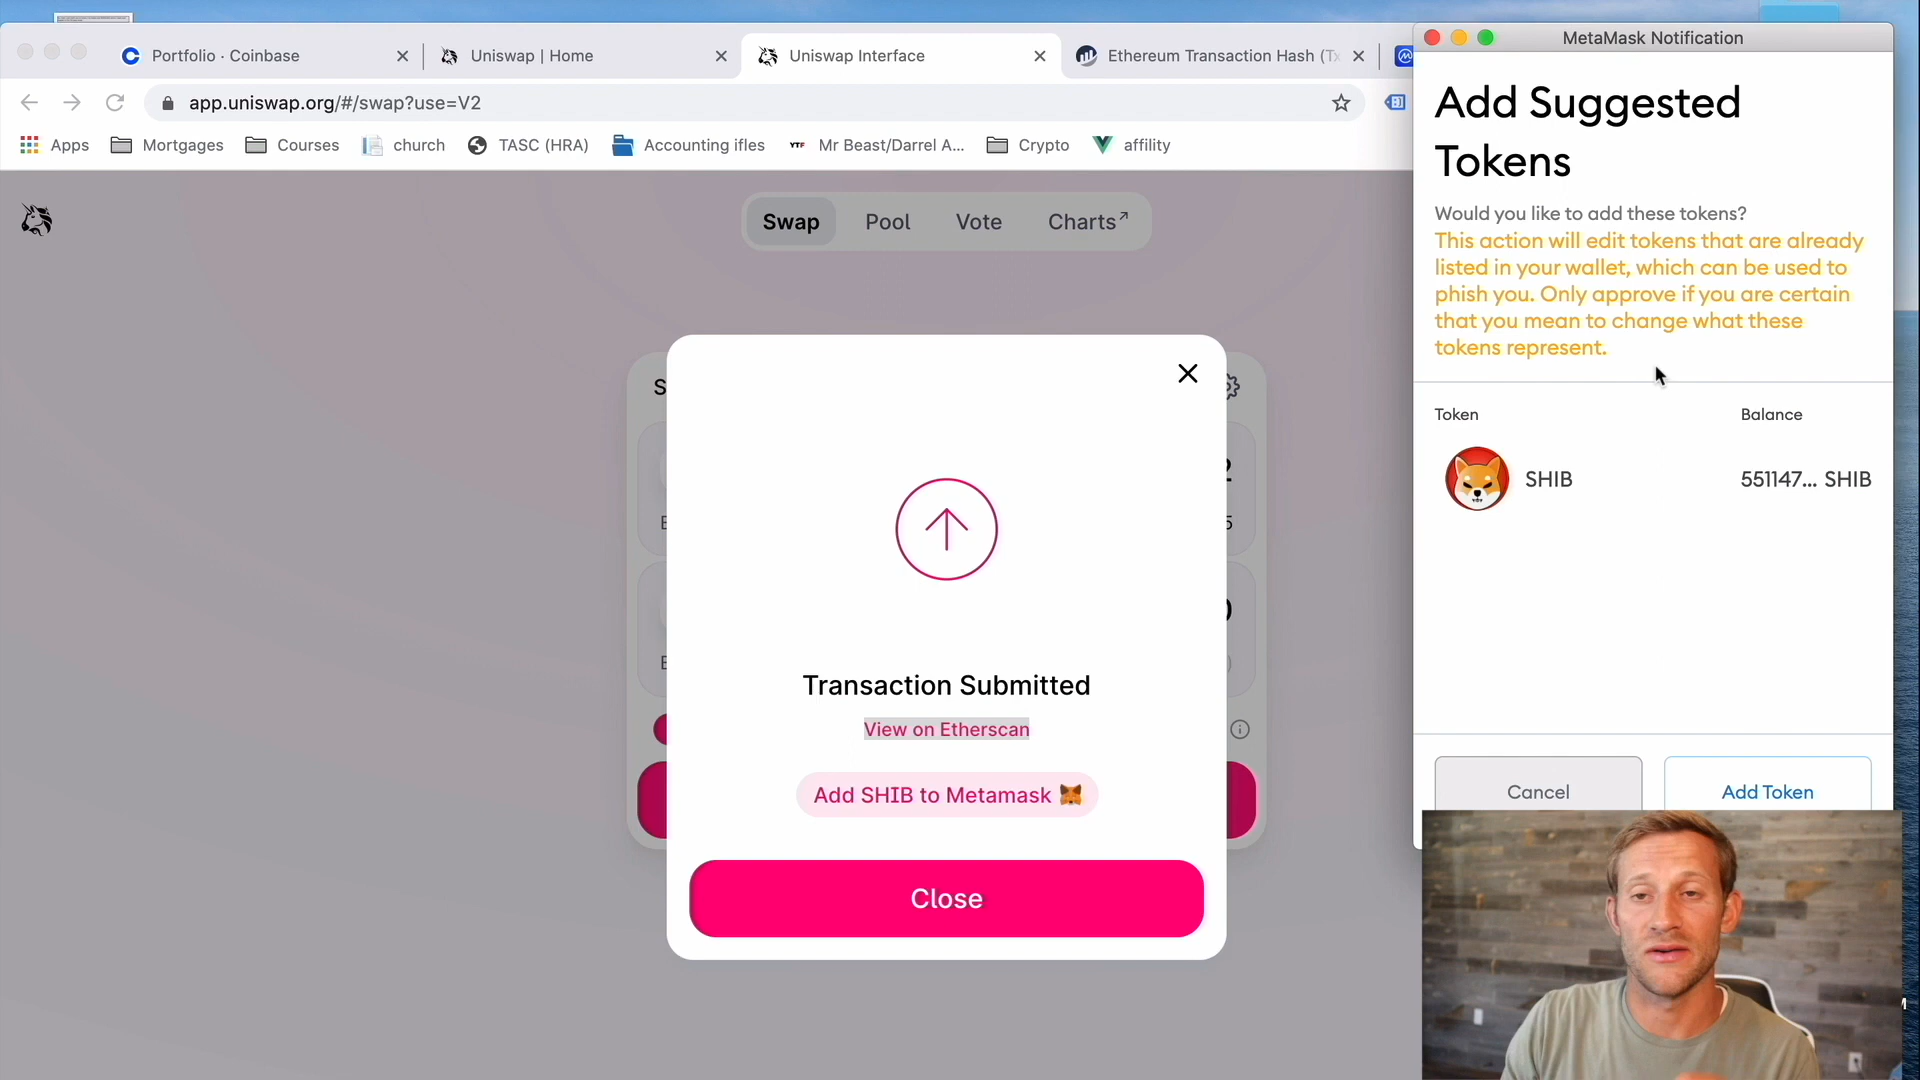 Portfolio · Coinbase
Uniswap | Home
Uniswap Interface
Ethereum Transaction Hash (Tx
MetaMask Notification
app.uniswap.org/#/swap?use=V2
Apps
Mortgages
Courses
church
TASC (HRA)
Accounting ifles
YTF
Mr Beast/Darrel A...
Crypto
affility
Swap
Pool
Vote
Charts↗
Transaction Submitted
View on Etherscan
Add SHIB to Metamask
Close
Add Suggested
Tokens
Would you like to add these tokens?
This action will edit tokens that are already
listed in your wallet, which can be used to
phish you. Only approve if you are certain
that you mean to change what these
tokens represent.
Token
Balance
SHIB
551147... SHIB
Cancel
Add Token